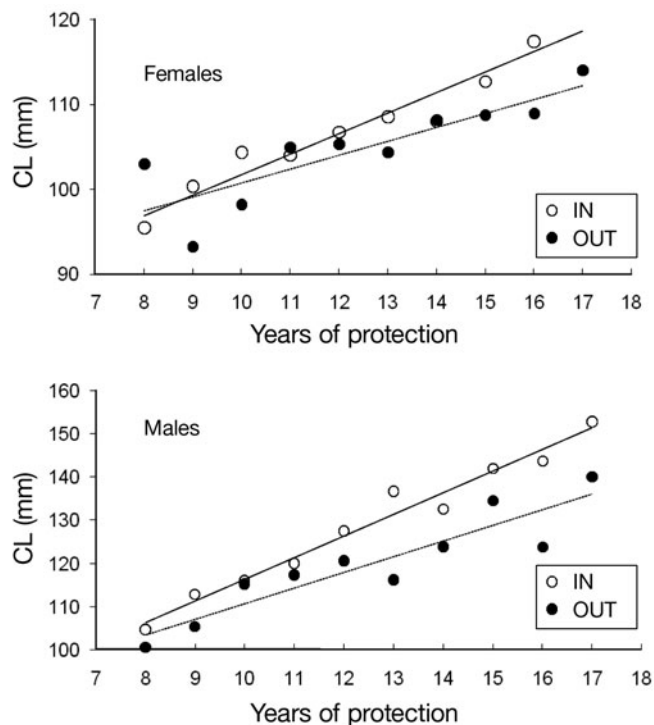 120
Females
110
CL (mm)
100
IN
OUT
90
7 8 9 10 11 12 13 14 15 16 17 18
Years of protection
160
150
Males
140
CL (mm)
130
120
110
IN
OUT
100
7 8 9 10 11 12 13 14 15 16 17 18
Years of protection